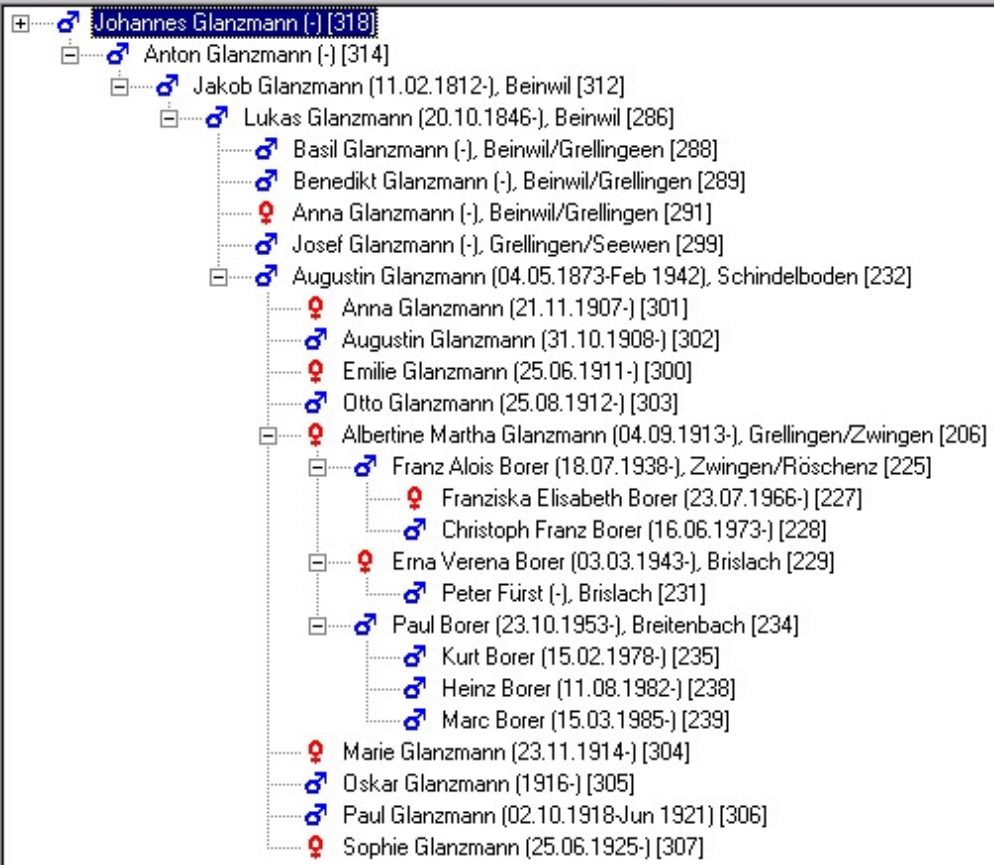 Johannes Glanzmann (-) [318]
Anton Glanzmann (-) [314]
Jakob Glanzmann (11.02.1812-), Beinwil [312]
Lukas Glanzmann (20.10.1846-), Beinwil [286]
Basil Glanzmann (-), Beinwil/Grellingeen [288]
Benedikt Glanzmann (-), Beinwil/Grellingen [289]
Anna Glanzmann (-), Beinwil/Grellingen [291]
Josef Glanzmann (-), Grellingen/Seewen [299]
Augustin Glanzmann (04.05.1873-Feb 1942), Schindelboden [232]
Anna Glanzmann (21.11.1907-) [301]
Augustin Glanzmann (31.10.1908-) [302]
Emilie Glanzmann (25.06.1911-) [300]
Otto Glanzmann (25.08.1912-) [303]
Albertine Martha Glanzmann (04.09.1913-), Grellingen/Zwingen [206]
Franz Alois Borer (18.07.1938-), Zwingen/Röschenz [225]
Franziska Elisabeth Borer (23.07.1966-) [227]
Christoph Franz Borer (16.06.1973-) [228]
Erna Verena Borer (03.03.1943-), Brislach [229]
Peter Fürst (-), Brislach [231]
Paul Borer (23.10.1953-), Breitenbach [234]
Kurt Borer (15.02.1978-) [235]
Heinz Borer (11.08.1982-) [238]
Marc Borer (15.03.1985-) [239]
Marie Glanzmann (23.11.1914-) [304]
Oskar Glanzmann (1916-) [305]
Paul Glanzmann (02.10.1918-Jun 1921) [306]
Sophie Glanzmann (25.06.1925-) [307]